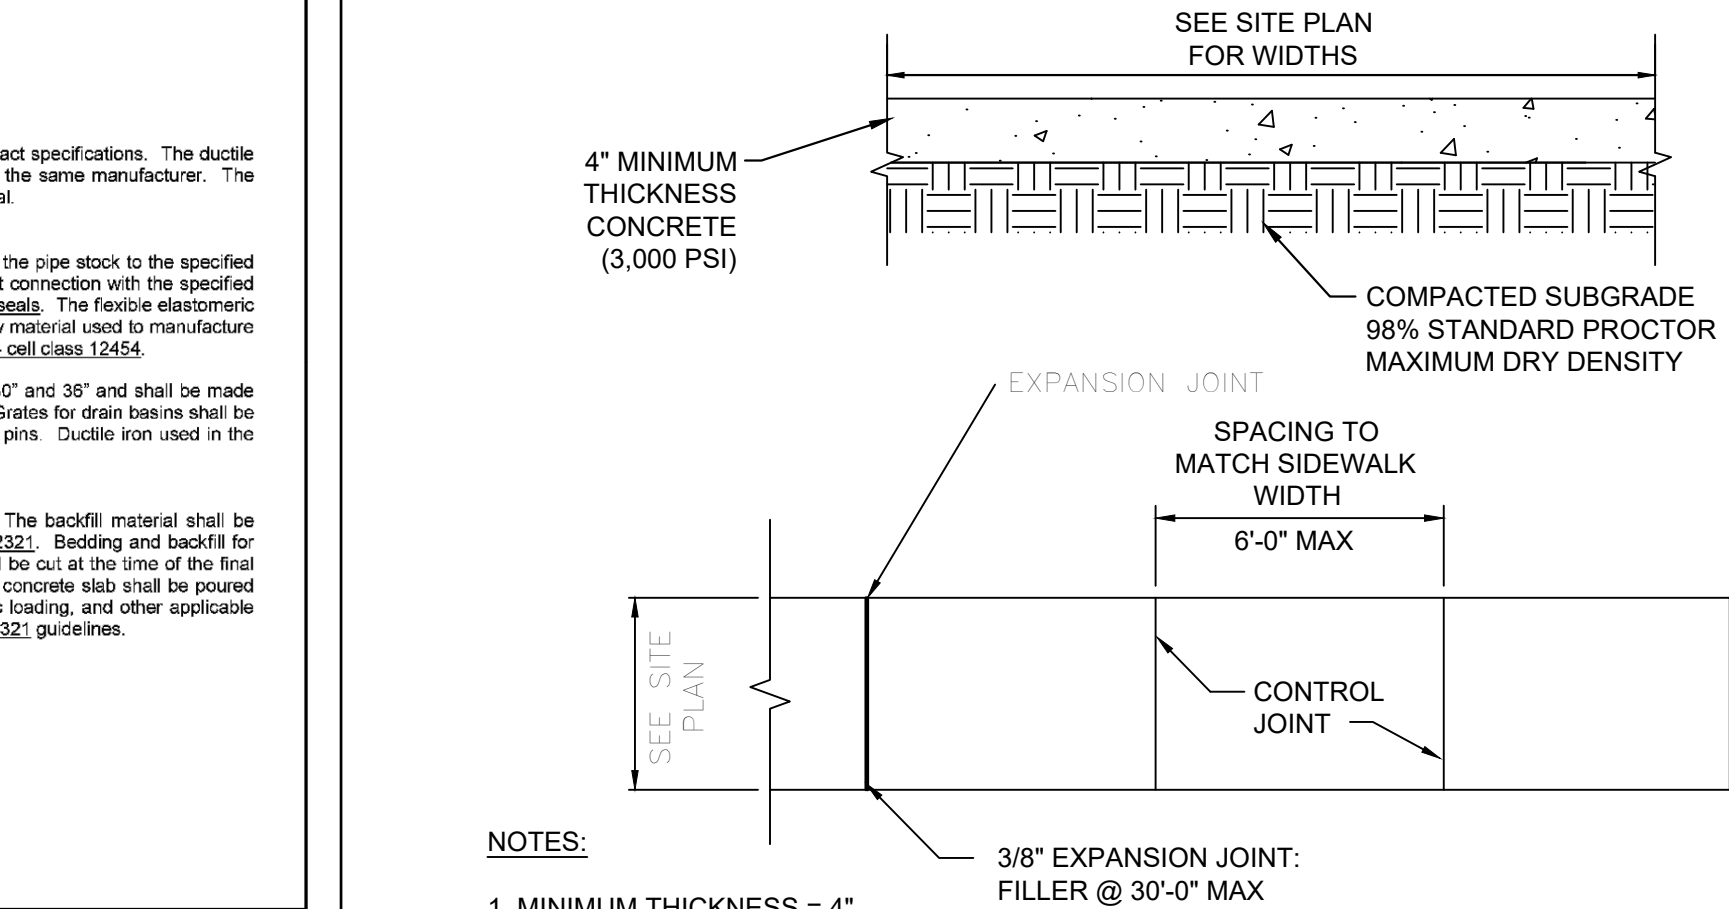 act specifications. The ductile
the same manufacturer. The
al.
the pipe stock to the specified
t connection with the specified
seals. The flexible elastomeric
material used to manufacture
cell class 12454.
0" and 36" and shall be made
Grates for drain basins shall be
pins. Ductile iron used in the
The backfill material shall be
2321. Bedding and backfill for
l be cut at the time of the final
concrete slab shall be poured
c loading, and other applicable
321 guidelines.
SEE SITE PLAN
FOR WIDTHS
4" MINIMUM
THICKNESS
CONCRETE
(3,000 PSI)
COMPACTED SUBGRADE
98% STANDARD PROCTOR
MAXIMUM DRY DENSITY
EXPANSION JOINT
SPACING TO
MATCH SIDEWALK
WIDTH
6'-0" MAX
SEE SITE
PLAN
CONTROL
JOINT
NOTES:
3/8" EXPANSION JOINT:
FILLER @ 30'-0" MAX
1. MINIMUM THICKNESS = 4"